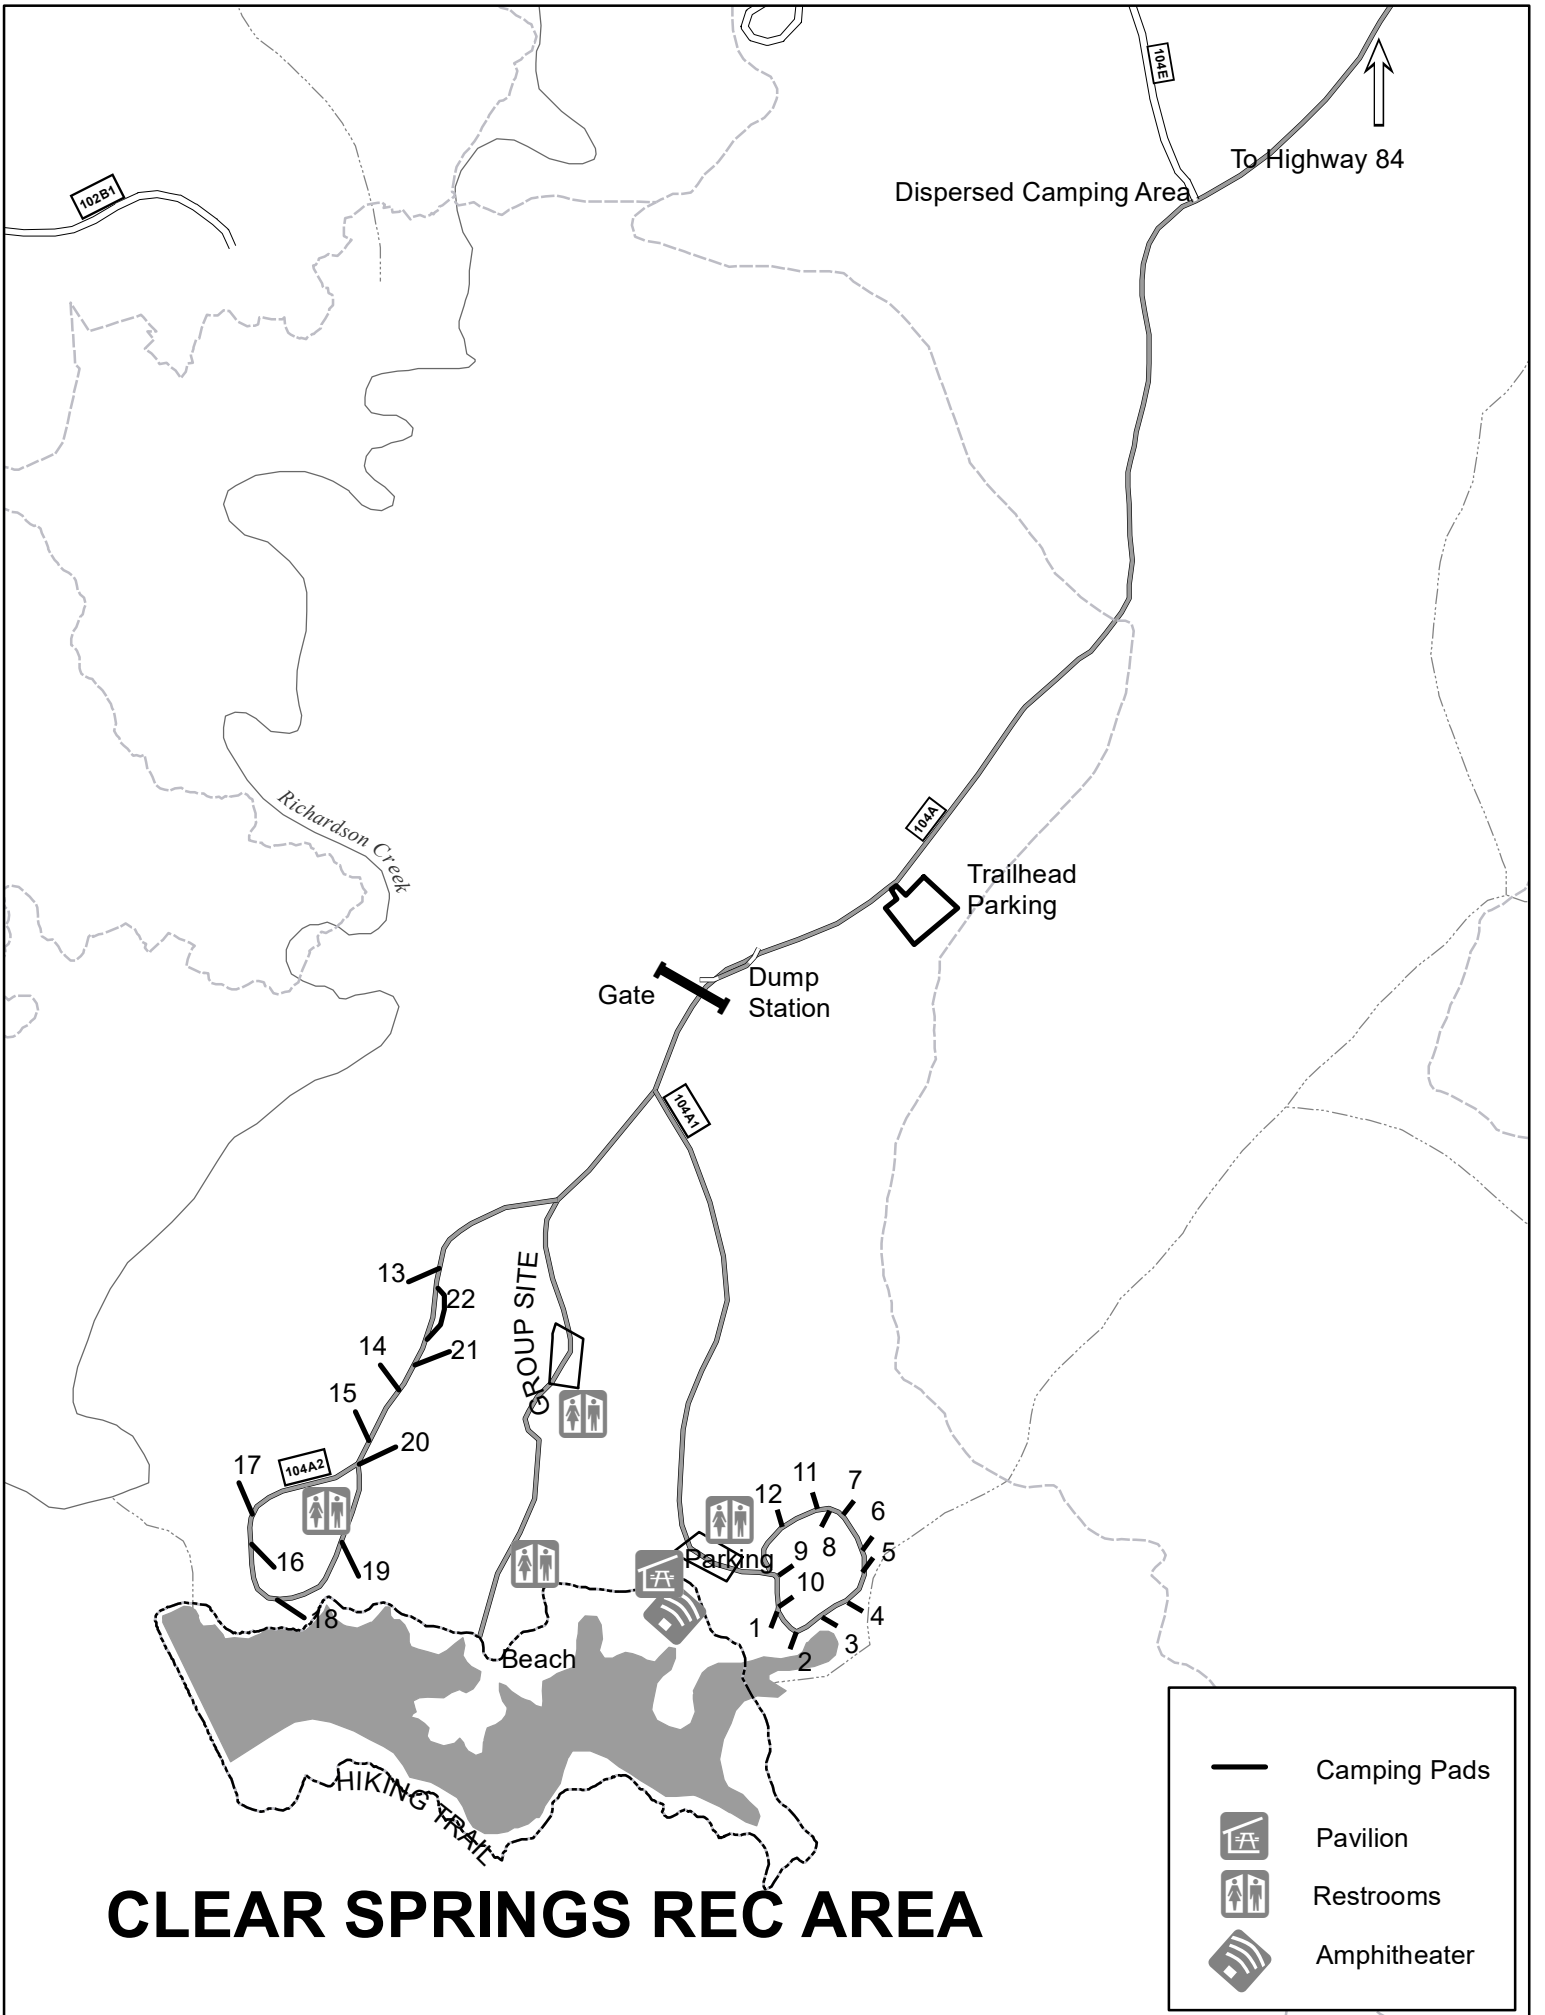 104E
To Highway 84
Dispersed Camping Area
102B1
Richardson Creek
104A
Trailhead
Parking
Gate
Dump
Station
104A1
13
22
GROUP SITE
14
21
15
20
17
104A2
16
19
18
11
7
12
6
8
5
9
Parking
10
4
1
3
2
Beach
HIKING TRAIL
CLEAR SPRINGS REC AREA
Camping Pads
Pavilion
Restrooms
Amphitheater